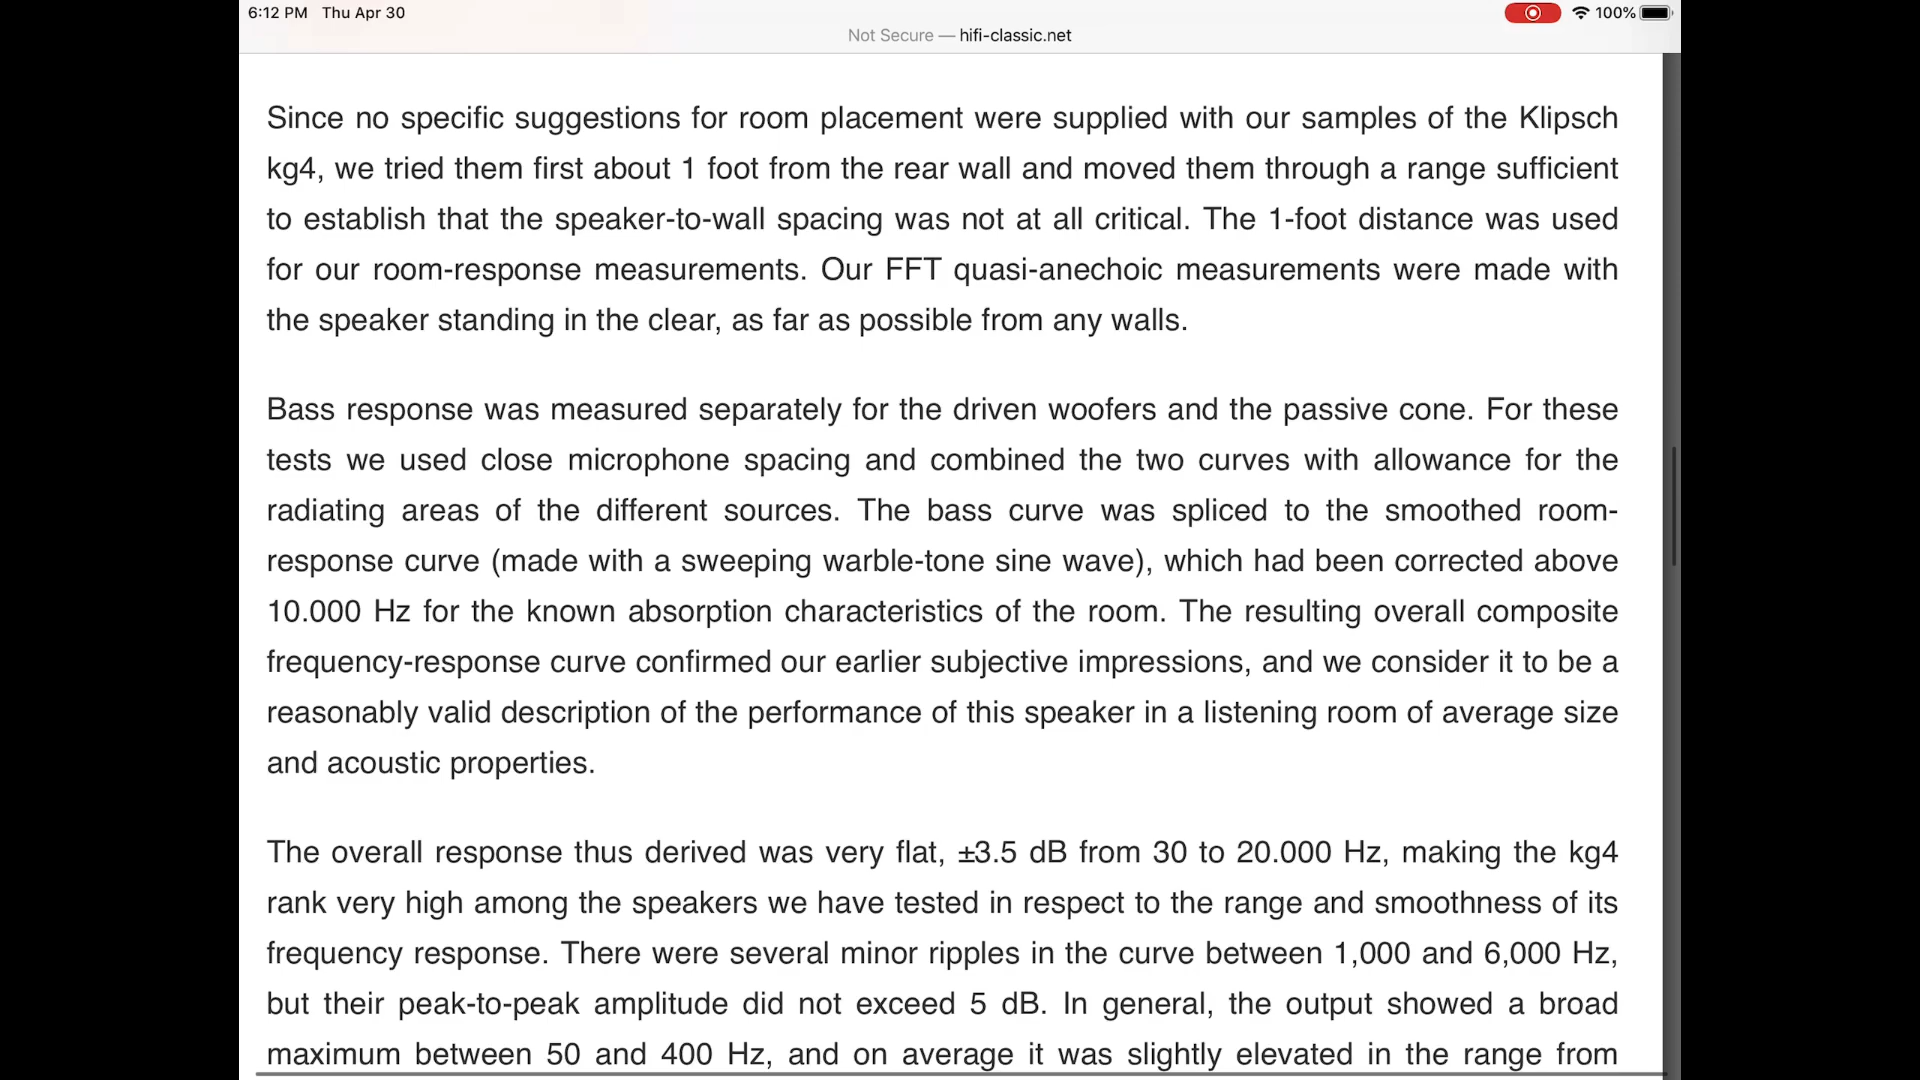 6:12 PM Thu Apr 30
100%
Not Secure — hifi-classic.net
Since no specific suggestions for room placement were supplied with our samples of the Klipsch
kg4, we tried them first about 1 foot from the rear wall and moved them through a range sufficient
to establish that the speaker-to-wall spacing was not at all critical. The 1-foot distance was used
for our room-response measurements. Our FFT quasi-anechoic measurements were made with
the speaker standing in the clear, as far as possible from any walls.
Bass response was measured separately for the driven woofers and the passive cone. For these
tests we used close microphone spacing and combined the two curves with allowance for the
radiating areas of the different sources. The bass curve was spliced to the smoothed room-
response curve (made with a sweeping warble-tone sine wave), which had been corrected above
10.000 Hz for the known absorption characteristics of the room. The resulting overall composite
frequency-response curve confirmed our earlier subjective impressions, and we consider it to be a
reasonably valid description of the performance of this speaker in a listening room of average size
and acoustic properties.
The overall response thus derived was very flat, ±3.5 dB from 30 to 20.000 Hz, making the kg4
rank very high among the speakers we have tested in respect to the range and smoothness of its
frequency response. There were several minor ripples in the curve between 1,000 and 6,000 Hz,
but their peak-to-peak amplitude did not exceed 5 dB. In general, the output showed a broad
maximum between 50 and 400 Hz, and on average it was slightly elevated in the range from